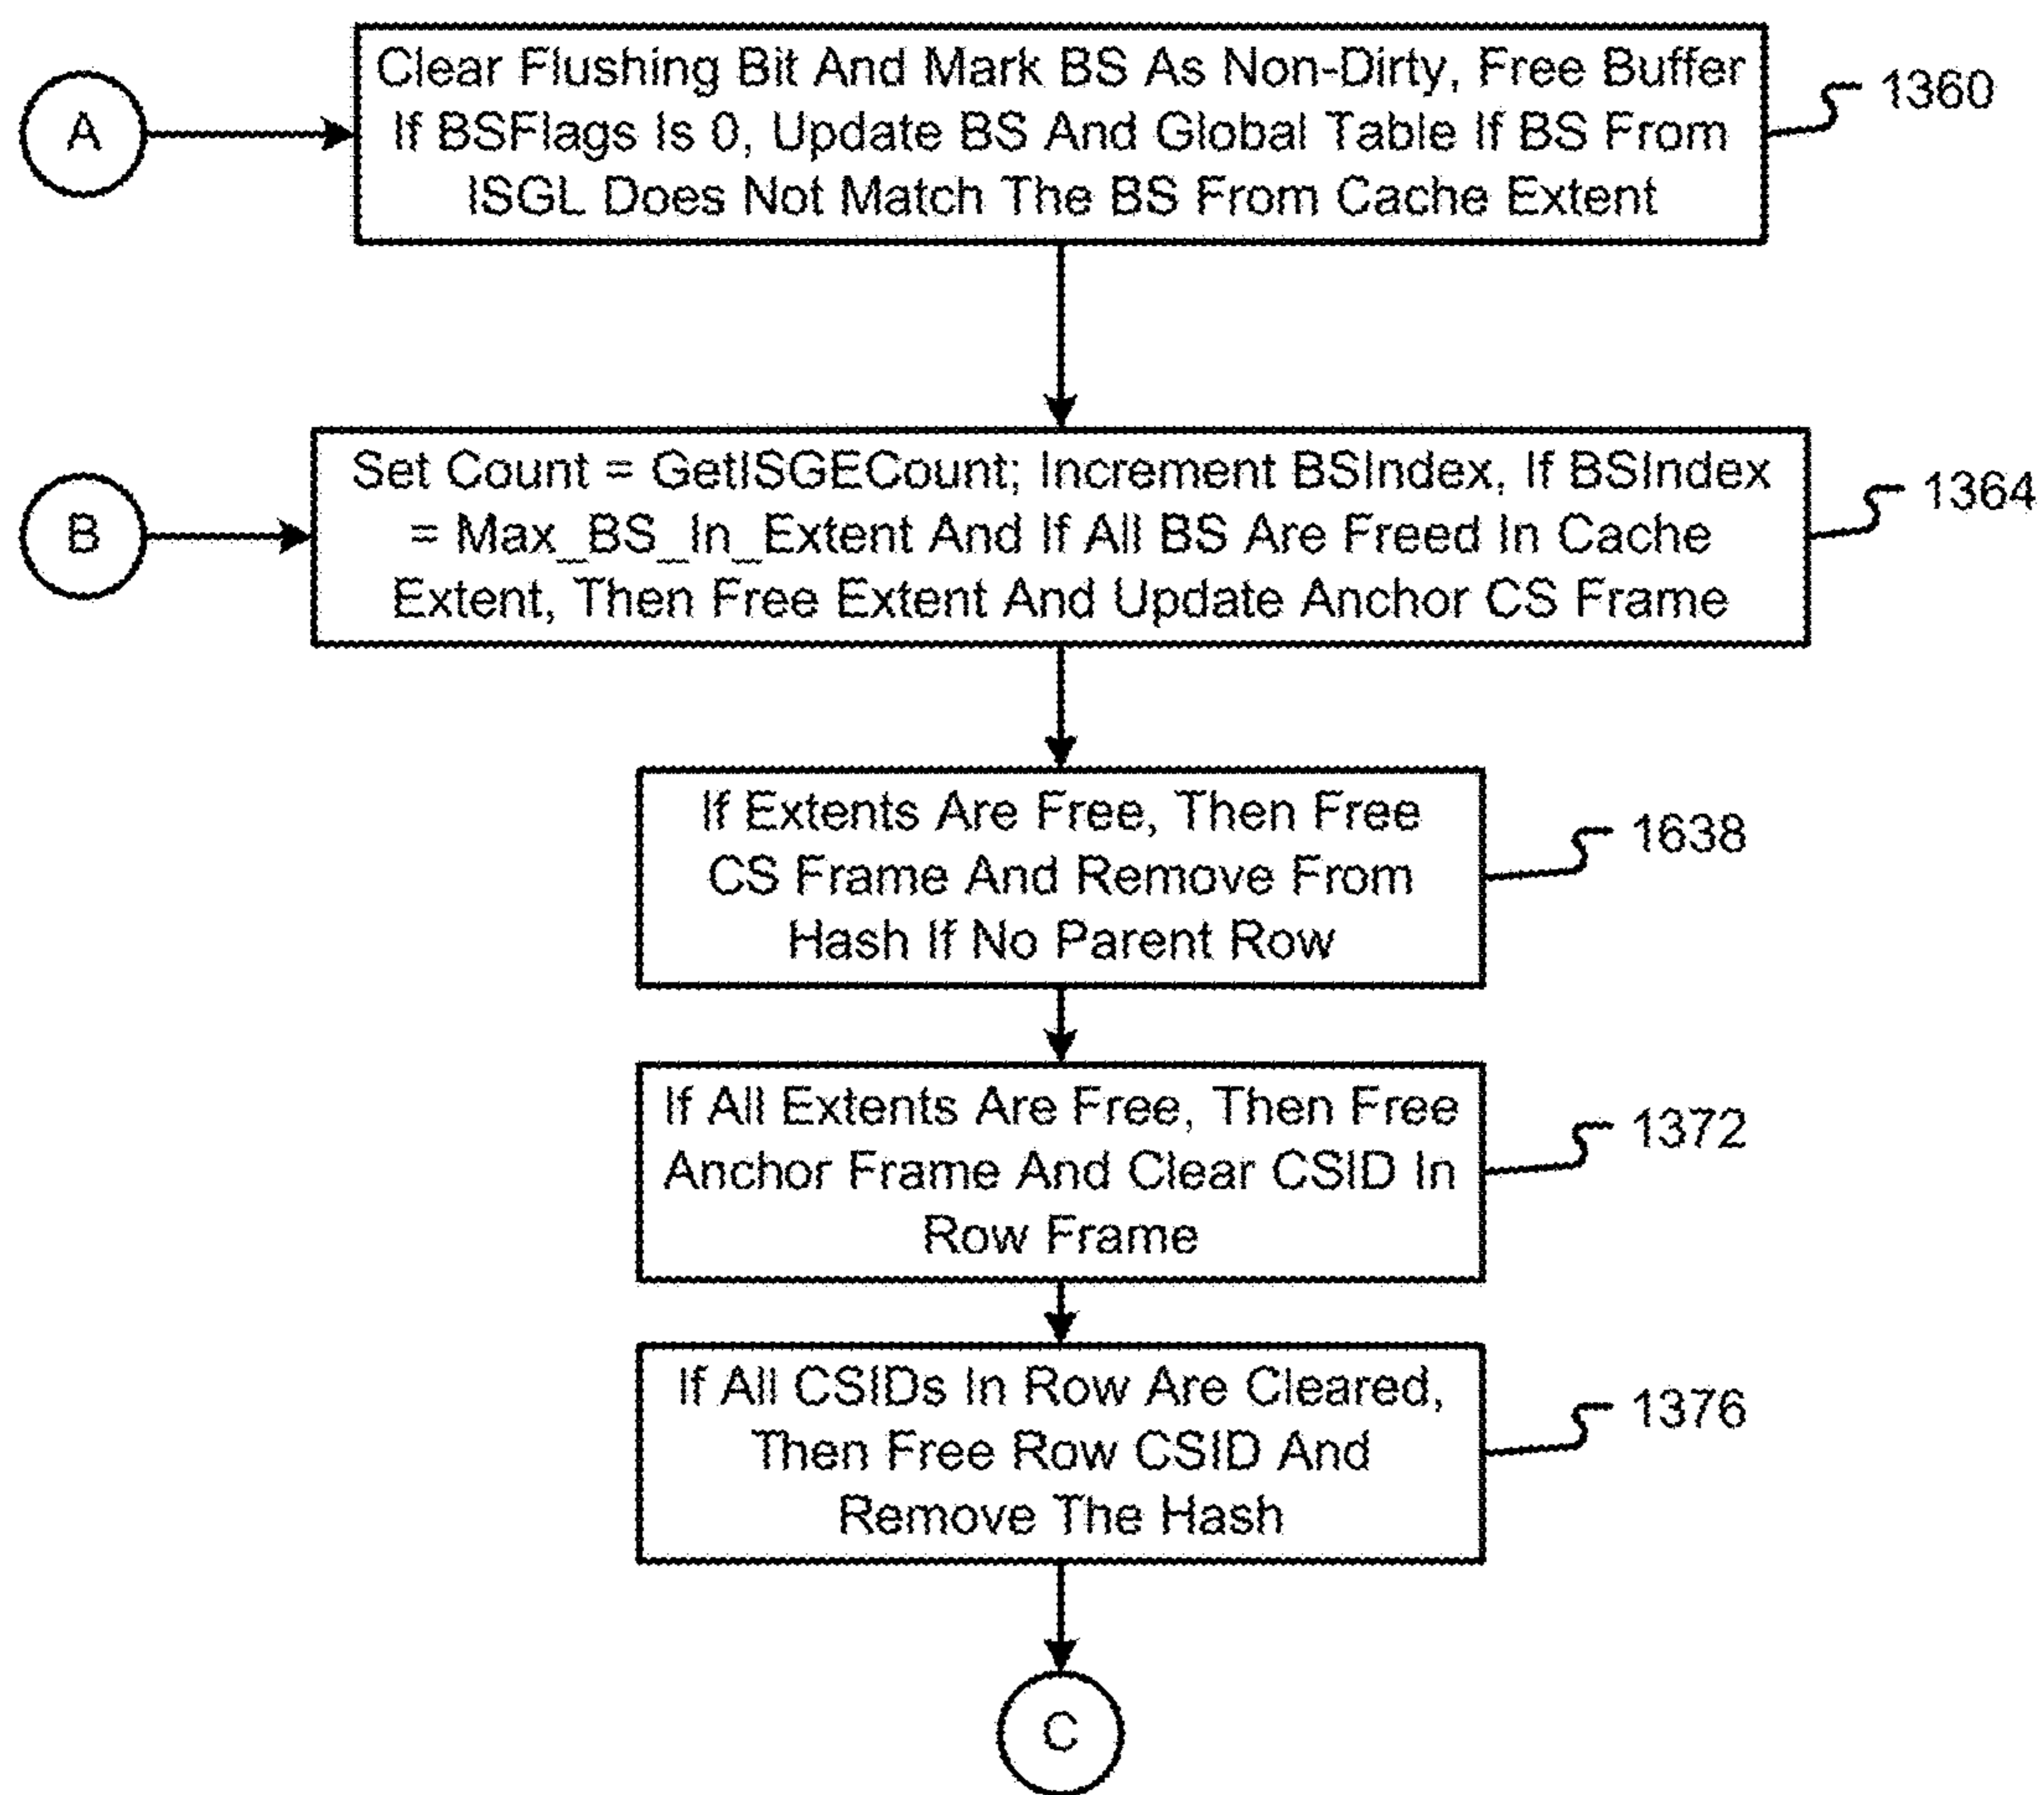 A
Clear Flushing Bit And Mark BS As Non-Dirty, Free Buffer
If BSFlags Is 0, Update BS And Global Table If BS From
ISGL Does Not Match The BS From Cache Extent
1360
B
Set Count = GetISGECount; Increment BSIndex, If BSIndex
= Max_BS_In_Extent And If All BS Are Freed In Cache
Extent, Then Free Extent And Update Anchor CS Frame
1364
If Extents Are Free, Then Free
CS Frame And Remove From
Hash If No Parent Row
1638
If All Extents Are Free, Then Free
Anchor Frame And Clear CSID In
Row Frame
1372
If All CSIDs In Row Are Cleared,
Then Free Row CSID And
Remove The Hash
1376
C